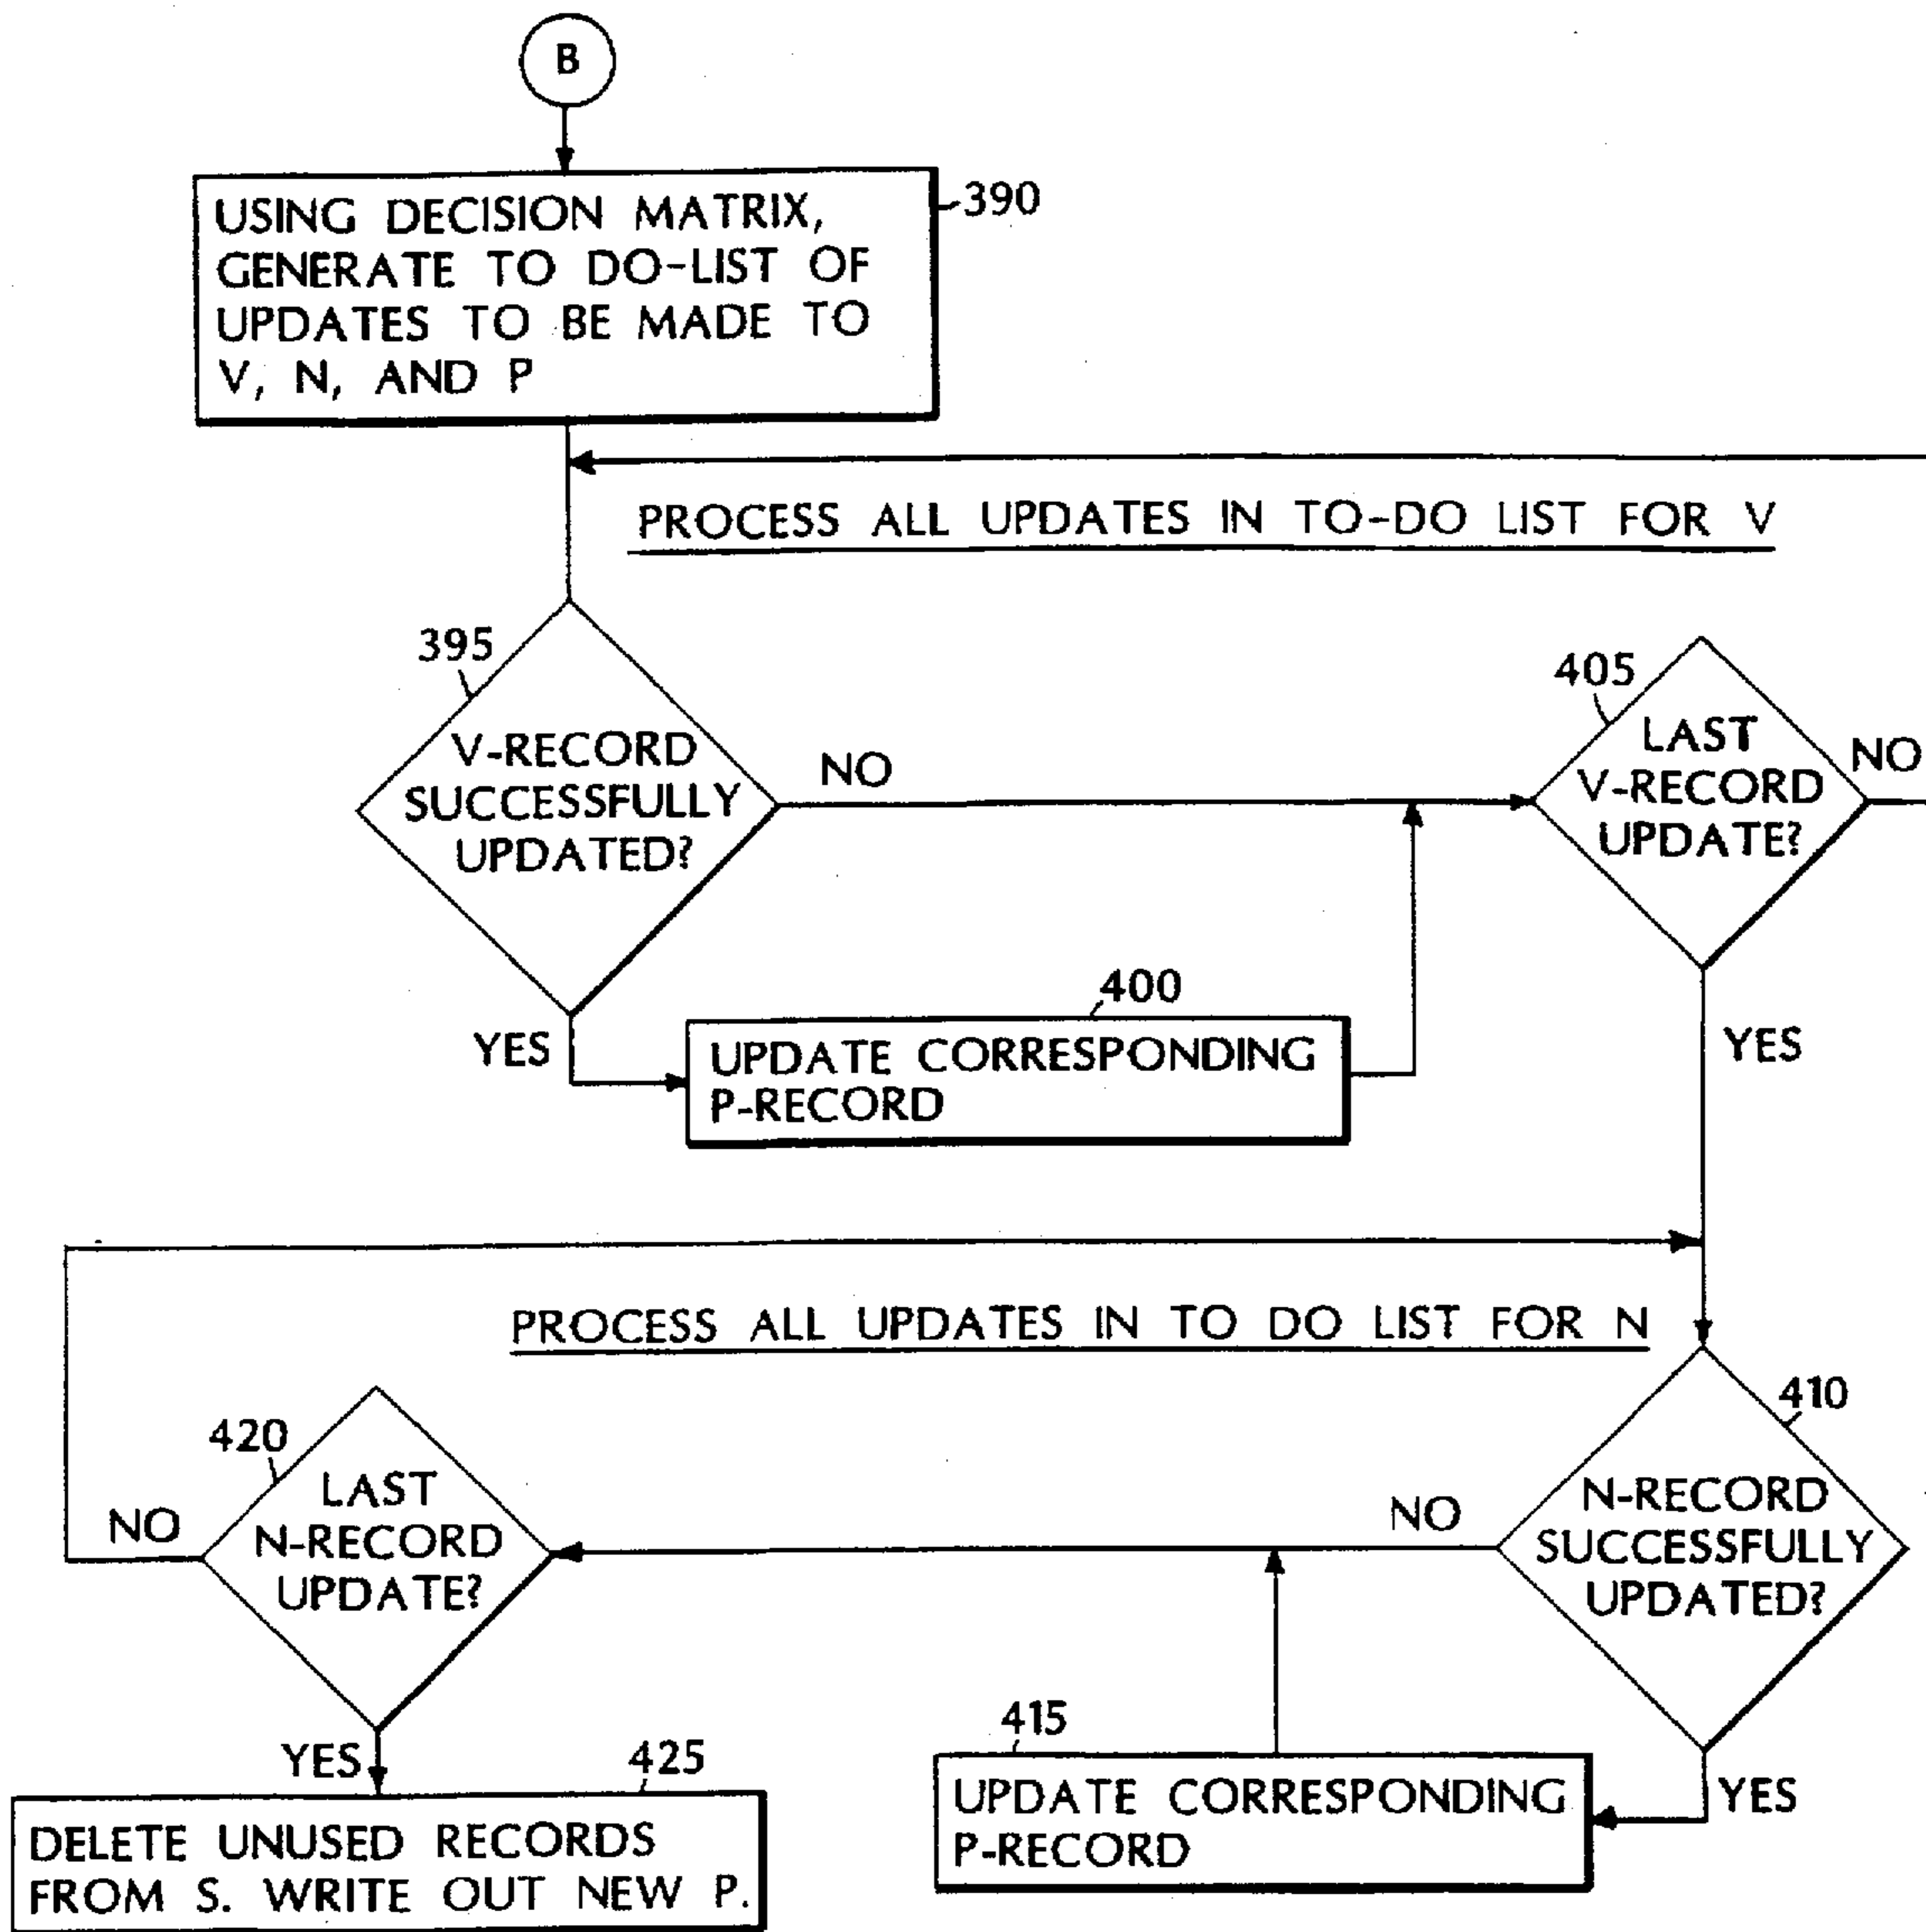 B
USING DECISION MATRIX,
GENERATE TO DO-LIST OF
UPDATES TO BE MADE TO
V, N, AND P
390
PROCESS ALL UPDATES IN TO-DO LIST FOR V
395
V-RECORD
SUCCESSFULLY
UPDATED?
NO
YES
400
UPDATE CORRESPONDING
P-RECORD
405
LAST
V-RECORD
UPDATE?
NO
YES
PROCESS ALL UPDATES IN TO DO LIST FOR N
410
N-RECORD
SUCCESSFULLY
UPDATED?
NO
YES
415
UPDATE CORRESPONDING
P-RECORD
420
LAST
N-RECORD
UPDATE?
NO
YES
425
DELETE UNUSED RECORDS
FROM S. WRITE OUT NEW P.